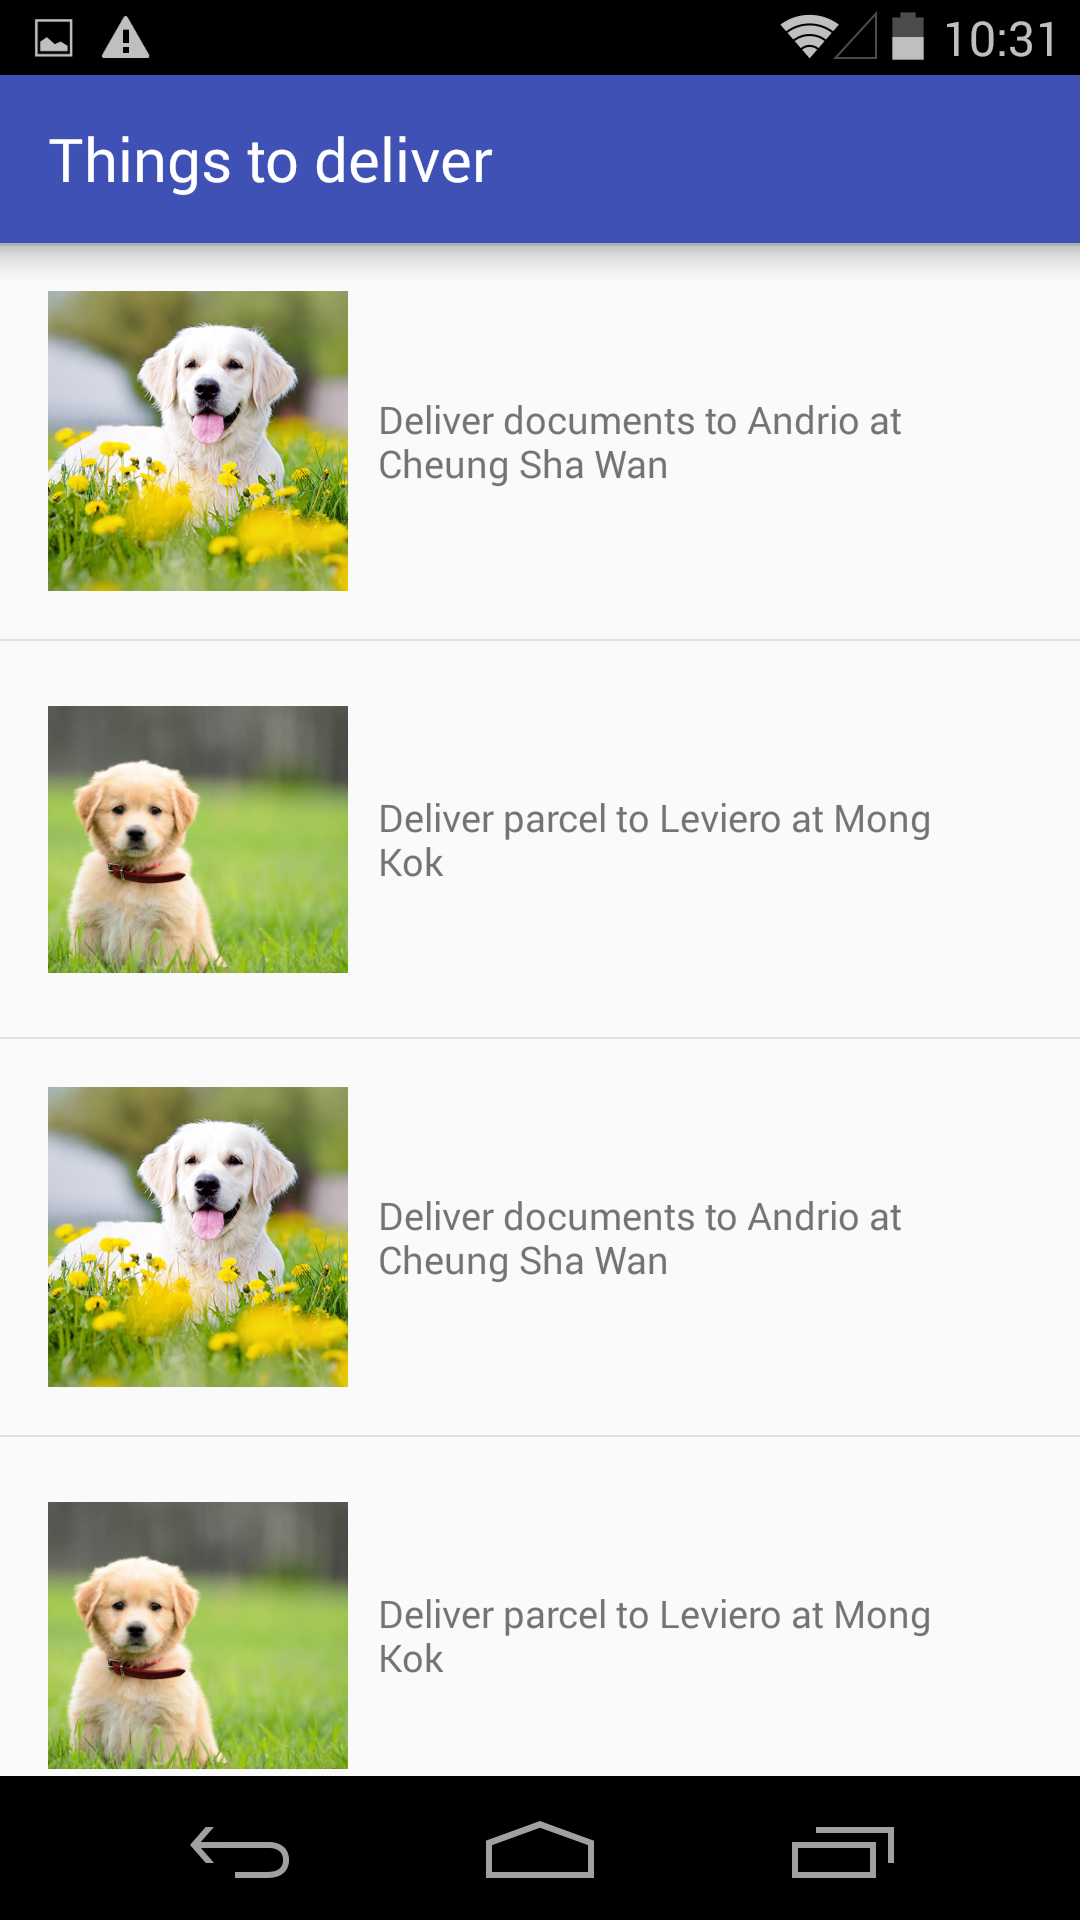 10:31
Things to deliver
Deliver documents to Andrio at
Cheung Sha Wan
Deliver parcel to Leviero at Mong
Kok
Deliver documents to Andrio at
Cheung Sha Wan
Deliver parcel to Leviero at Mong
Kok